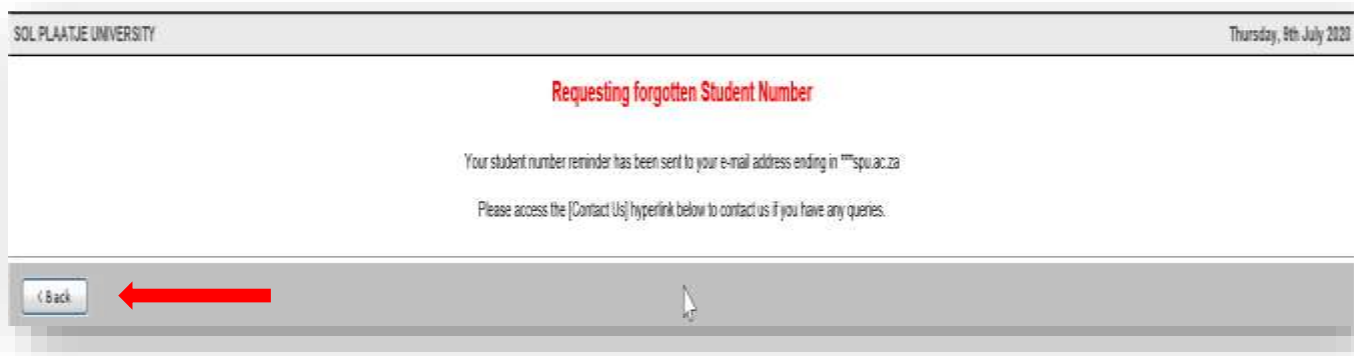 SOL PLAATJE UNIVERSITY
Thursday, 9th July 2020
Requesting forgotten Student Number
Your student number reminder has been sent to your e-mail address ending in ***spu.ac.za
Please access the [Contact Us] hyperlink below to contact us if you have any queries.
< Back